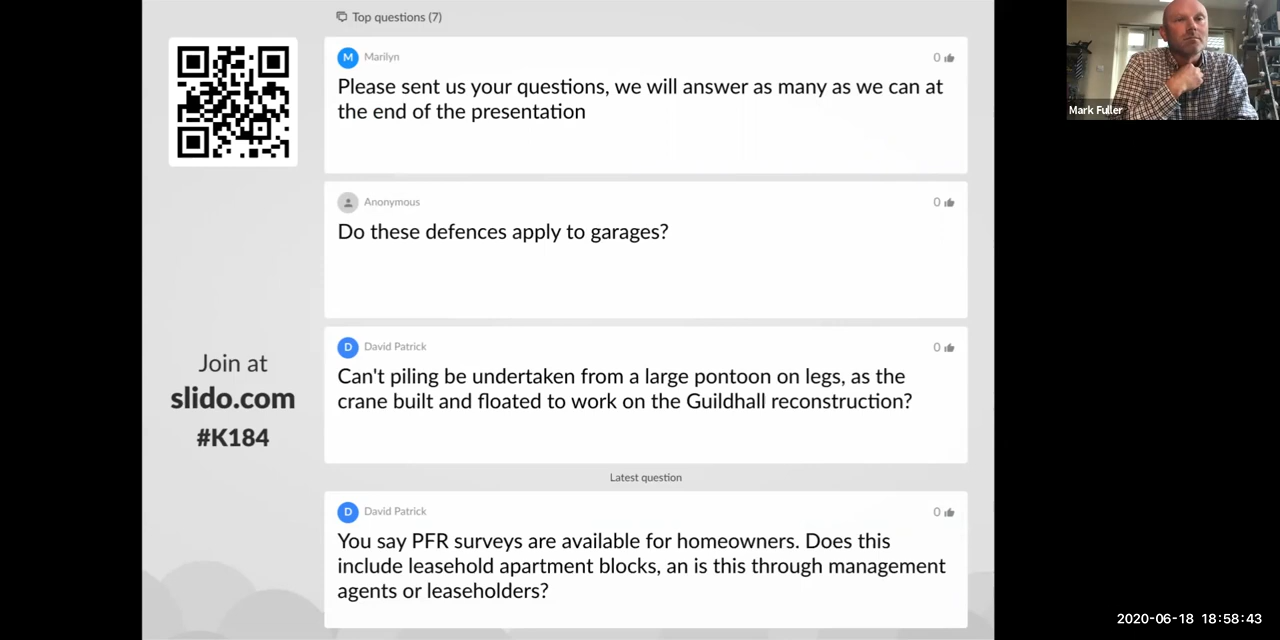 Top questions (7)
M Marilyn 0
Please sent us your questions, we will answer as many as we can at
the end of the presentation
Anonymous 0
Do these defences apply to garages?
D David Patrick 0
Can't piling be undertaken from a large pontoon on legs, as the
crane built and floated to work on the Guildhall reconstruction?
Latest question
D David Patrick 0
You say PFR surveys are available for homeowners. Does this
include leasehold apartment blocks, an is this through management
agents or leaseholders?
Join at
slido.com
#K184
Mark Fuller
2020-06-18 18:58:43